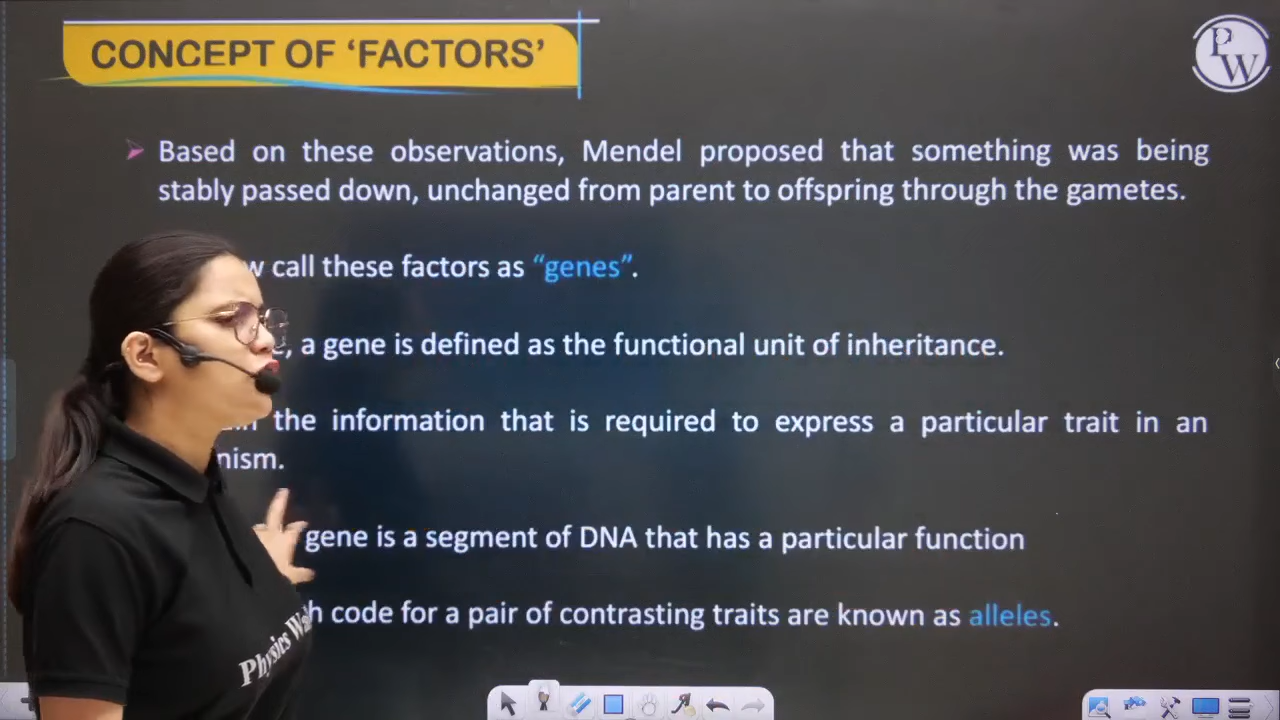 CONCEPT OF ‘FACTORS’
PW
Based on these observations, Mendel proposed that something was being
stably passed down, unchanged from parent to offspring through the gametes.
call these factors as “genes”.
a gene is defined as the functional unit of inheritance.
the information that is required to express a particular trait in an
gene is a segment of DNA that has a particular function
code for a pair of contrasting traits are known as alleles.
Physics